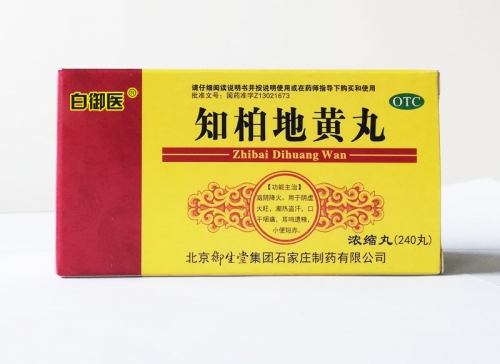 白御医®
请仔细阅读说明书并按说明使用或在药师指导下购买和使用
批准文号：国药准字Z13021673
OTC
知柏地黄丸
Zhibai Dihuang Wan
【功能主治】
滋阴降火。用于阴虚
火旺，潮热盗汗，口
干咽痛，耳鸣遗精，
小便短赤。
浓缩丸(240丸)
北京御生堂集团石家庄制药有限公司